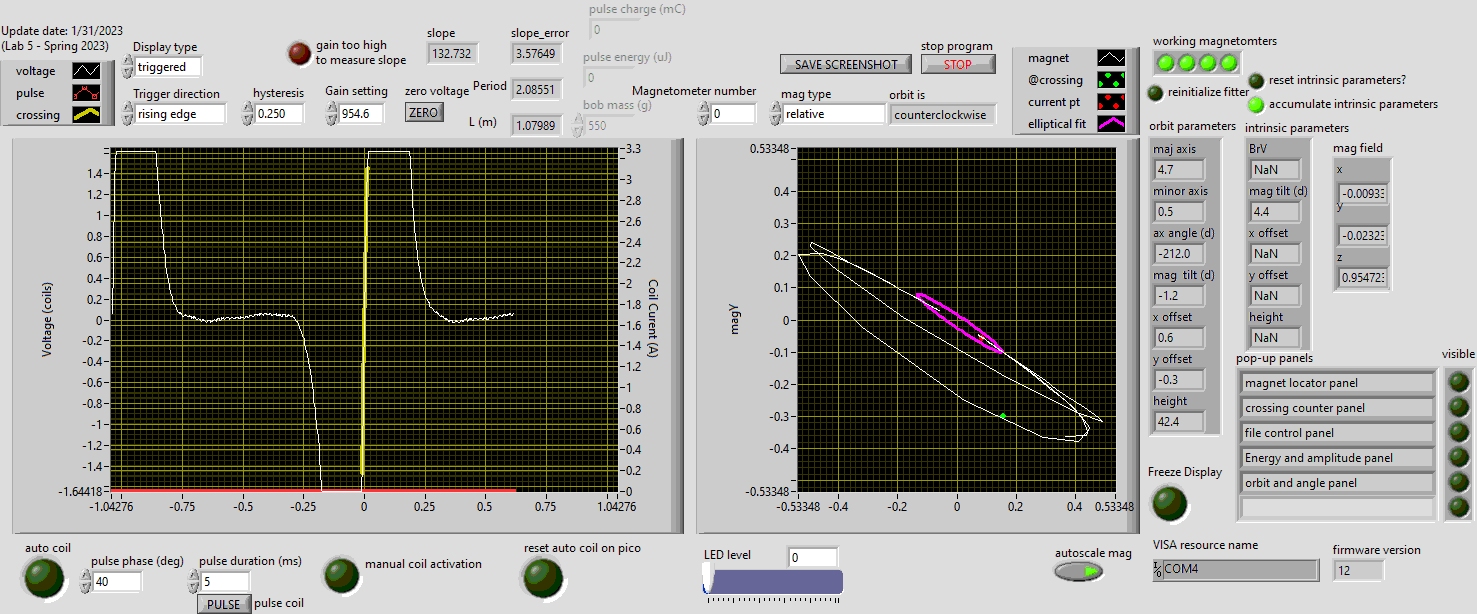 pulse charge (mC)
0
Update date: 1/31/2023
(Lab 5 - Spring 2023)
Display type
triggered
gain too high
to measure slope
slope
132.732
slope_error
3.57649
pulse energy (uJ)
0
stop program
SAVE SCREENSHOT
STOP
voltage
pulse
crossing
Trigger direction
rising edge
hysteresis
0.250
Gain setting
954.6
zero voltage
ZERO
Period
2.08551
L (m)
1.07989
bob mass (g)
550
Magnetometer number
0
mag type
relative
orbit is
counterclockwise
magnet
@crossing
current pt
elliptical fit
working magnetomters
reinitialize fitter
reset intrinsic parameters?
accumulate intrinsic parameters
Voltage (coils)
1.4
1.2
1
0.8
0.6
0.4
0.2
0
-0.2
-0.4
-0.6
-0.8
-1
-1.2
-1.4
-1.64418
-1.04276
-0.75
-0.5
-0.25
0
0.25
0.5
0.75
1.04276
3.3
3
2.8
2.6
2.4
2.2
2
1.8
1.6
1.4
1.2
1
0.8
0.6
0.4
0.2
0
Coil Curent (A)
magy
0.53348
0.4
0.3
0.2
0.1
0
-0.1
-0.2
-0.3
-0.4
-0.53348
-0.53348
-0.4
-0.2
0
0.2
0.4
0.53348
orbit parameters
maj axis
4.7
minor axis
0.5
ax angle (d)
-212.0
mag tilt (d)
-1.2
x offset
0.6
y offset
-0.3
height
42.4
intrinsic parameters
BrV
NaN
mag tilt (d)
4.4
x offset
NaN
y offset
NaN
height
NaN
mag field
x
-0.0093
y
-0.0232
z
0.95472
pop-up panels
visible
magnet locator panel
crossing counter panel
file control panel
Energy and amplitude panel
orbit and angle panel
Freeze Display
auto coil
pulse phase (deg)
40
pulse duration (ms)
5
PULSE
pulse coil
manual coil activation
reset auto coil on pico
LED level
0
autoscale mag
VISA resource name
COM4
firmware version
12